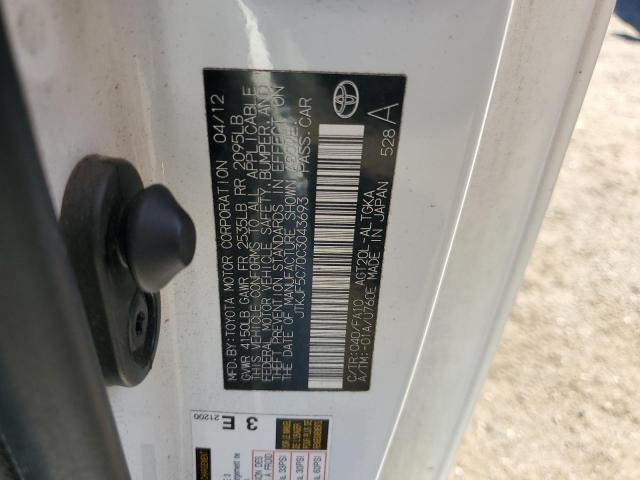 MFD. BY: TOYOTA MOTOR CORPORATION 04/12
GVWR 4150LB GAWR FR 2535LB RR 2095LB
THIS VEHICLE CONFORMS TO ALL APPLICABLE
FEDERAL MOTOR VEHICLE SAFETY, BUMPER, AND
THEFT PREVENTION STANDARDS IN EFFECT ON
THE DATE OF MANUFACTURE SHOWN ABOVE.
JTKJF5C70C3043693 PASS.CAR
C/TR:040/FA10 AGT20L-ALTGKA
A/TM:-01A/U760E MADE IN JAPAN
528 A
3 E
21200